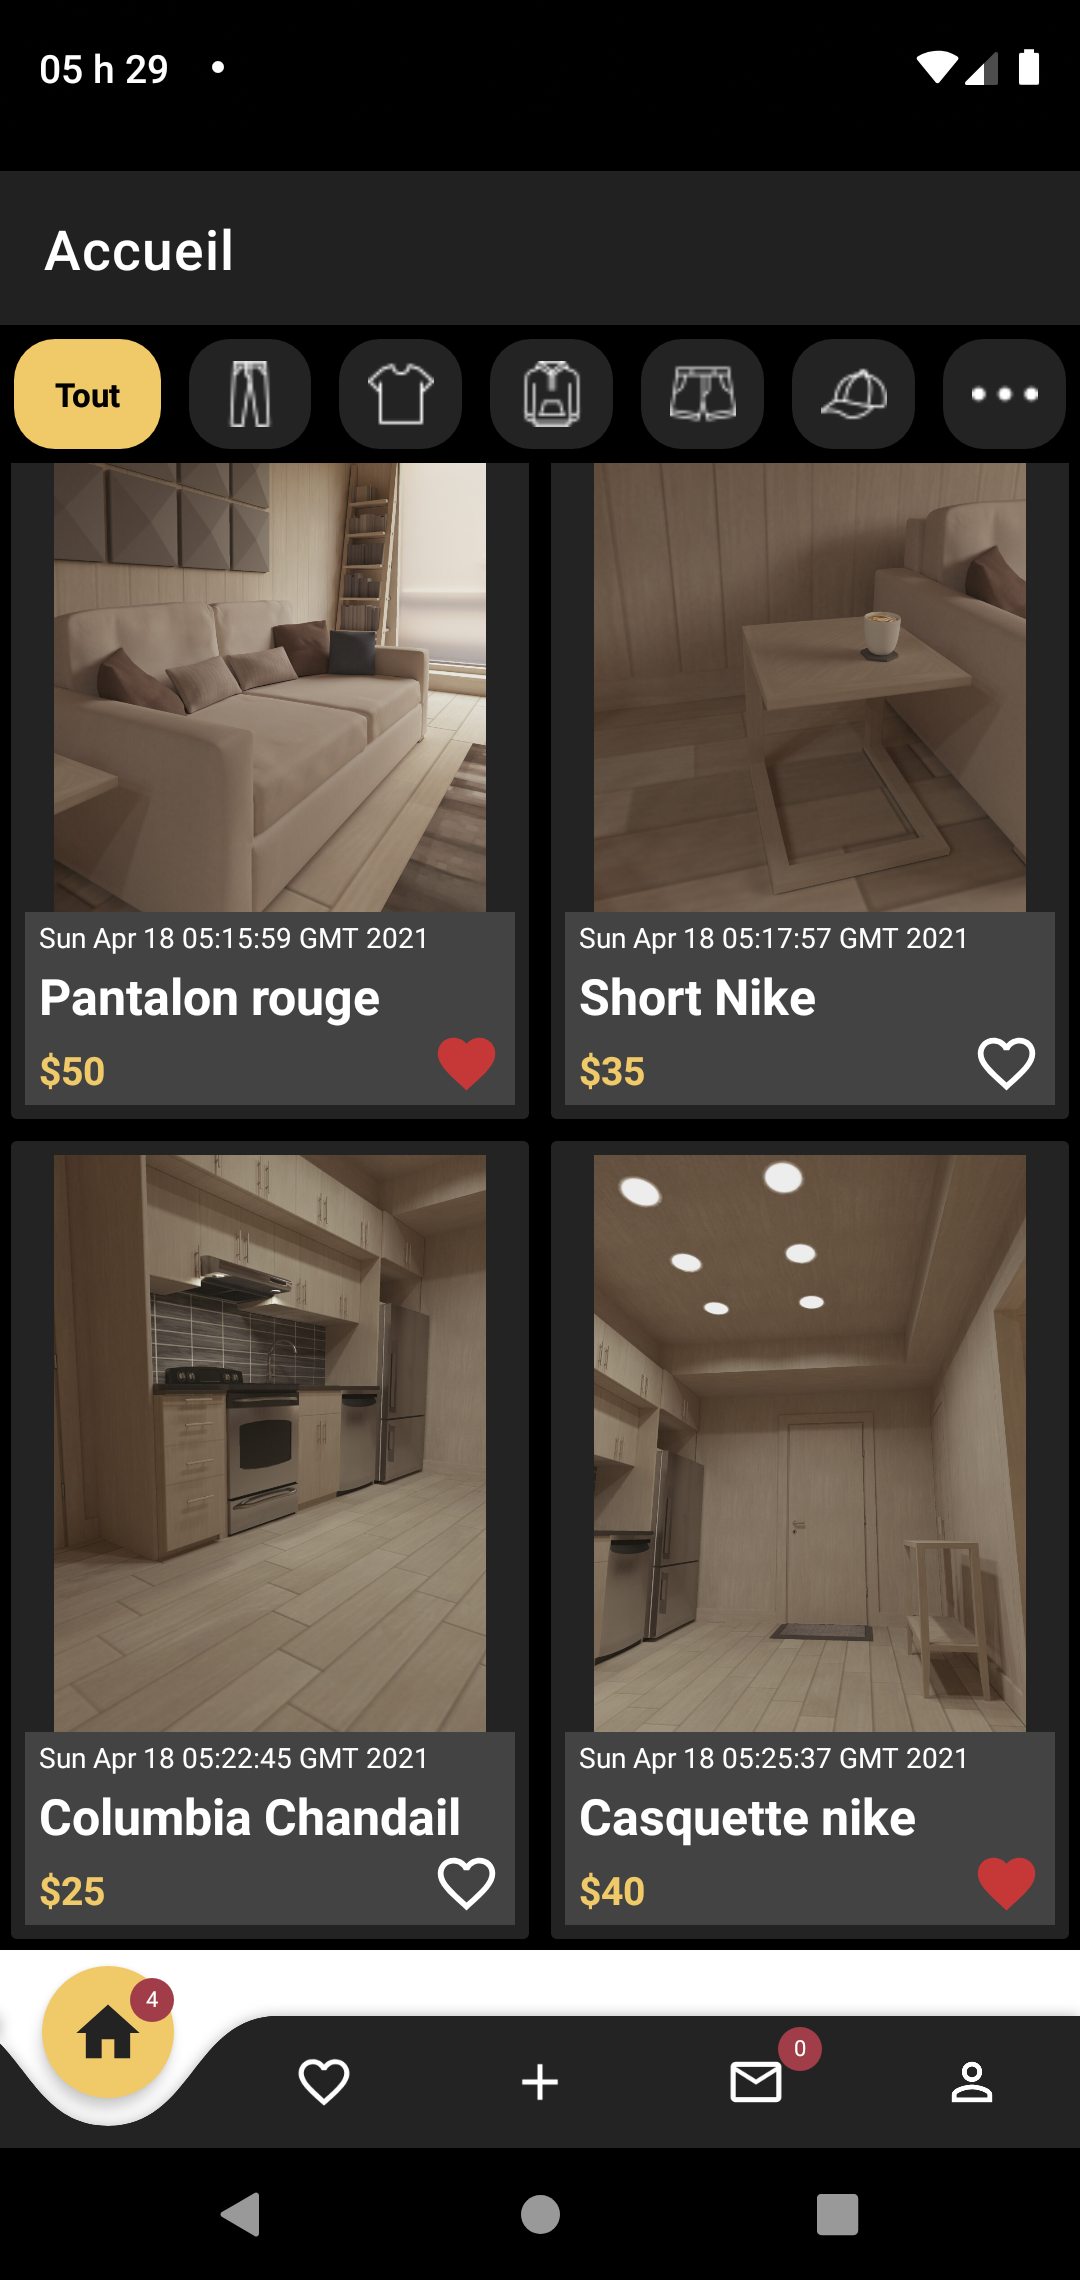 05 h 29
Accueil
Tout
Sun Apr 18 05:15:59 GMT 2021
Pantalon rouge
$50
Sun Apr 18 05:17:57 GMT 2021
Short Nike
$35
Sun Apr 18 05:22:45 GMT 2021
Columbia Chandail
$25
Sun Apr 18 05:25:37 GMT 2021
Casquette nike
$40
4
0